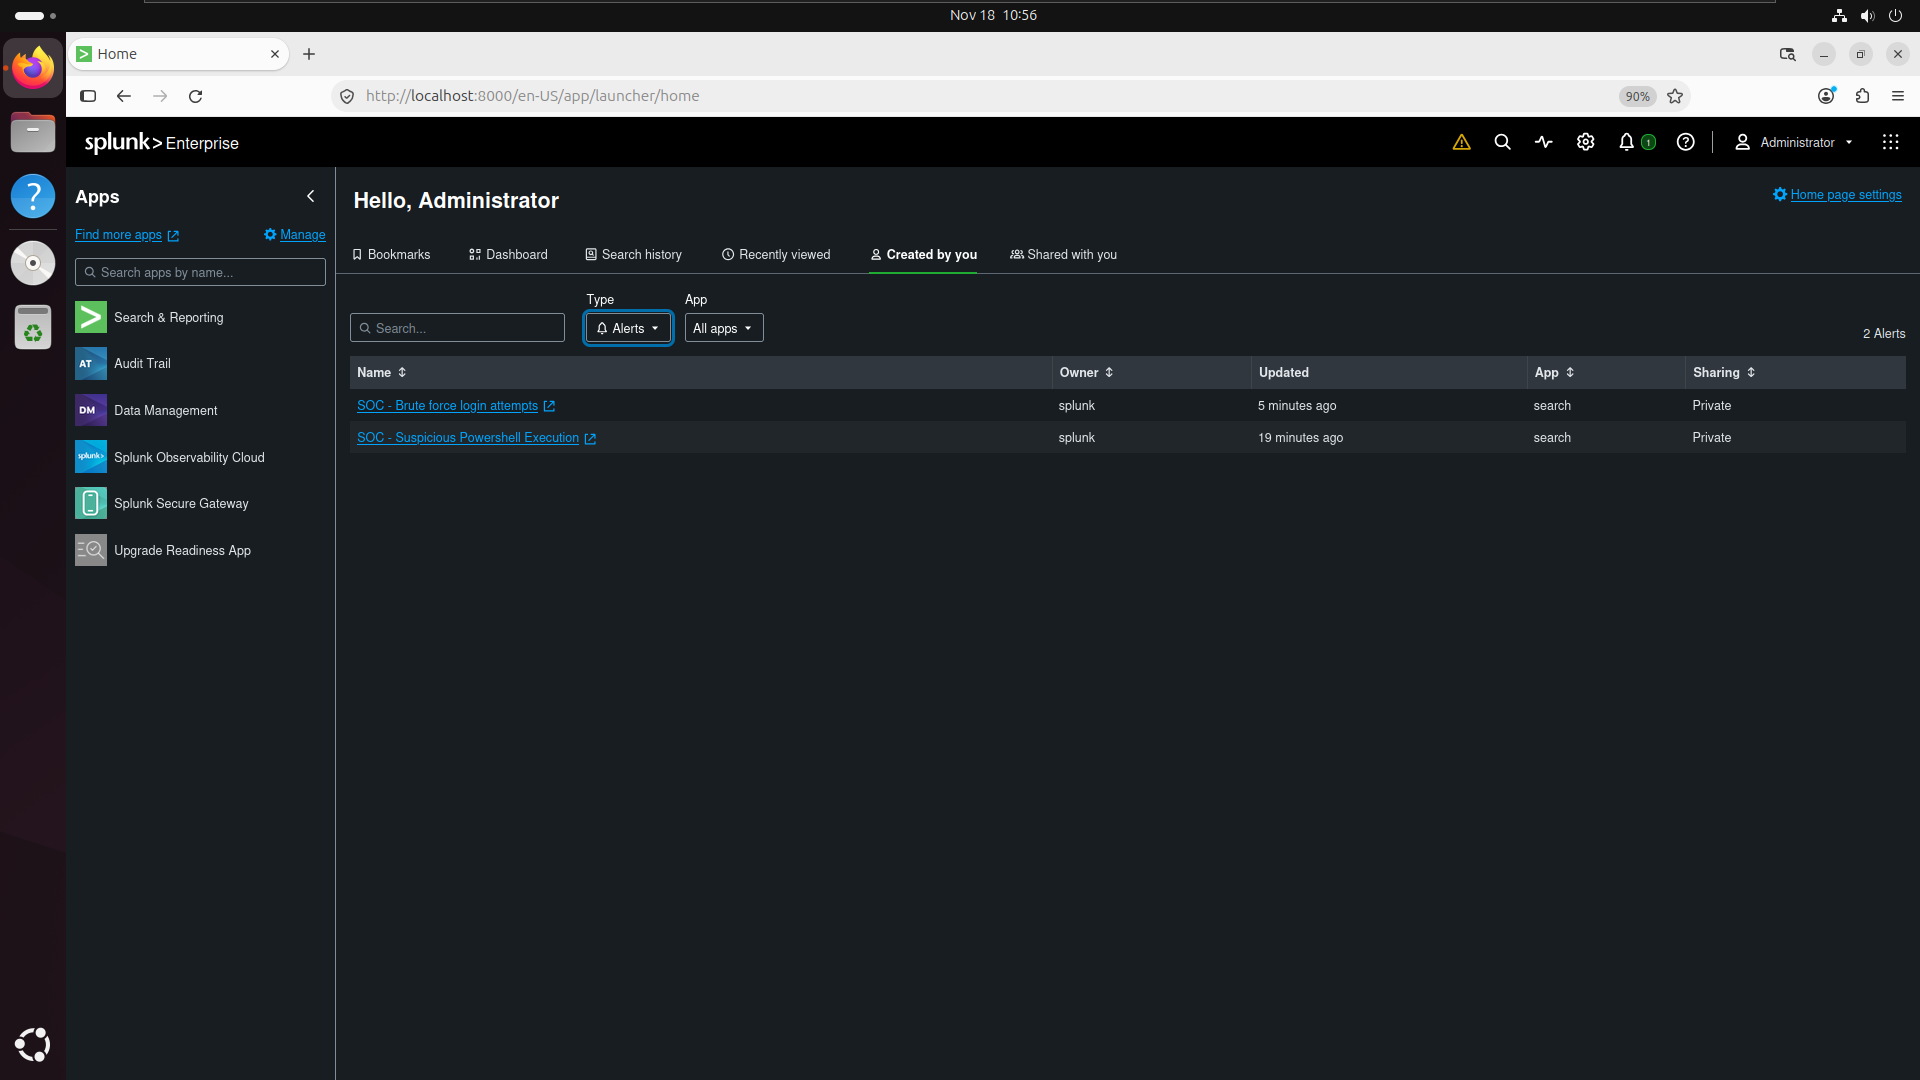 Nov 18 10:56
Home
http://localhost:8000/en-US/app/launcher/home
90%
splunk>Enterprise
1
Administrator
Apps
Find more apps
Manage
Search apps by name...
Search & Reporting
AT
Audit Trail
DM
Data Management
splunk>
Splunk Observability Cloud
Splunk Secure Gateway
Upgrade Readiness App
Hello, Administrator
Home page settings
Bookmarks
Dashboard
Search history
Recently viewed
Created by you
Shared with you
Type
App
Search...
Alerts
All apps
2 Alerts
Name Owner Updated App Sharing
SOC - Brute force login attempts splunk 5 minutes ago search Private
SOC - Suspicious Powershell Execution splunk 19 minutes ago search Private